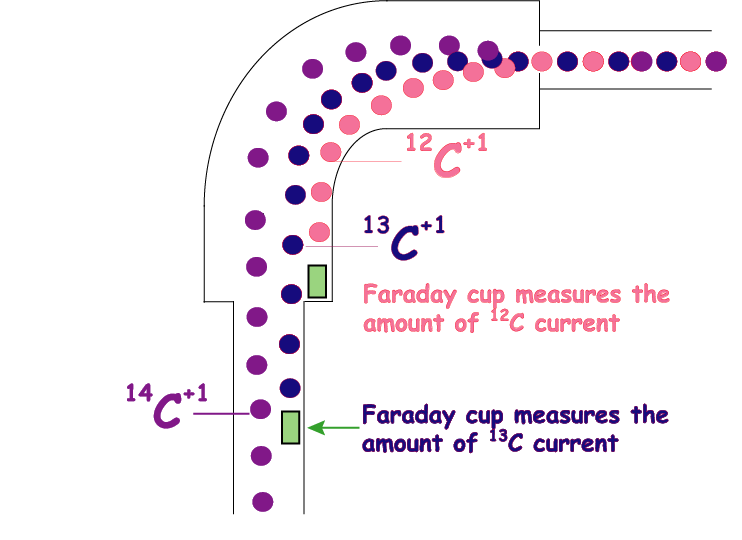 ¹²C⁺¹
¹³C⁺¹
Faraday cup measures the
amount of ¹²C current
¹⁴C⁺¹
Faraday cup measures the
amount of ¹³C current